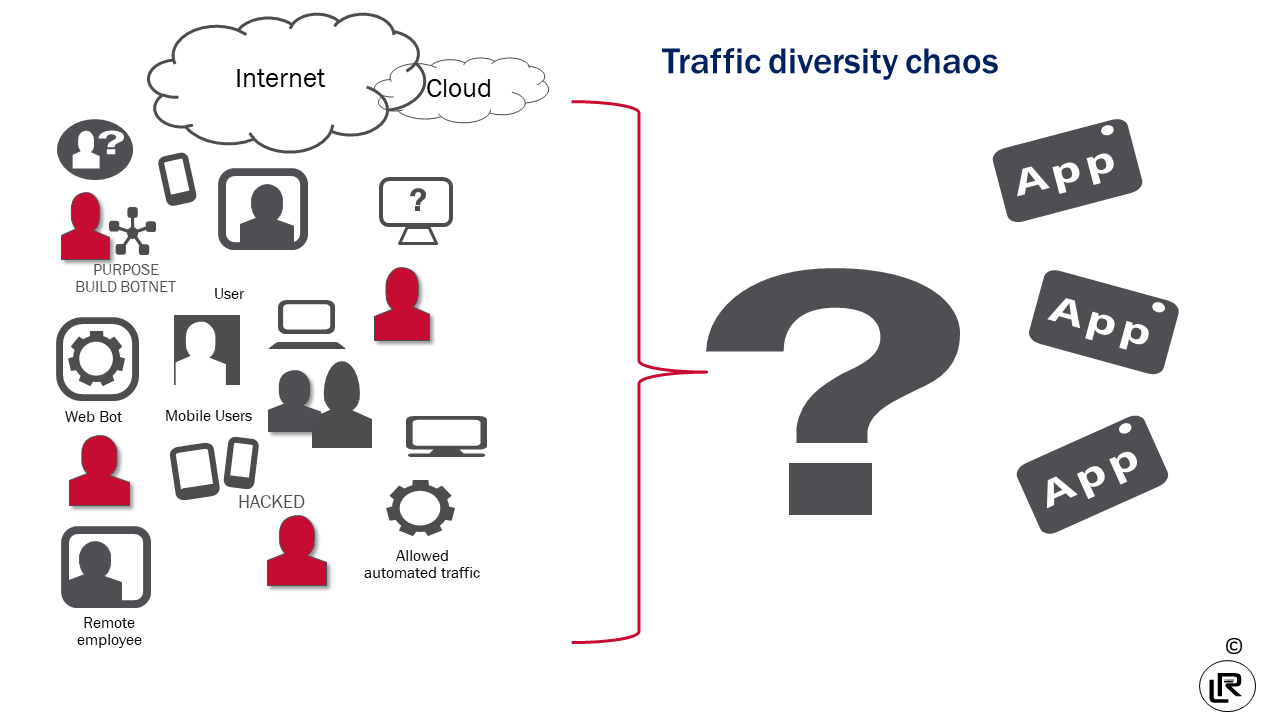 Traffic diversity chaos
Internet
Cloud
?
?
PURPOSE
BUILD BOTNET
User
Web Bot
Mobile Users
HACKED
Allowed
automated traffic
Remote
employee
?
App
App
App
©
LR